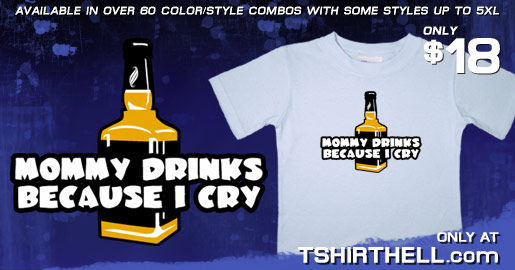 AVAILABLE IN OVER 60 COLOR/STYLE COMBOS WITH SOME STYLES UP TO 5XL
ONLY
$18
MOMMY DRINKS
BECAUSE I CRY
MOMMY DRINKS
BECAUSE I CRY
ONLY AT
TSHIRTHELL.com